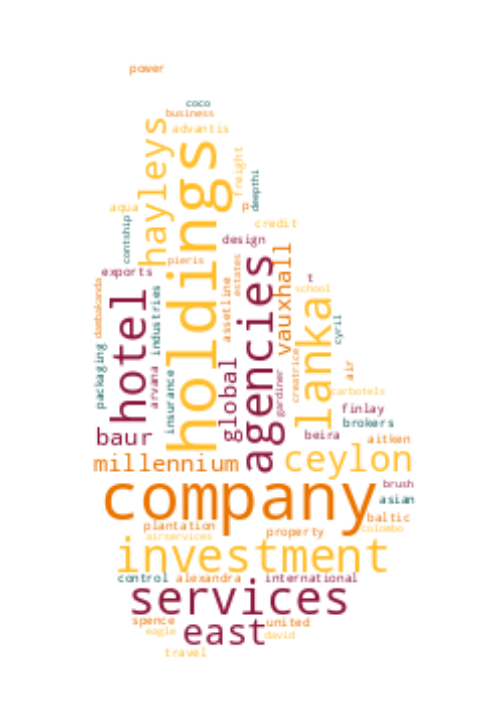 power
coco
business
advantis
hayleys
holdings
freight
deepthi
aqua
p
contship
credit
design
pieris
exports
estates
agencies
vauxhall
t
school
dambakanda
industries
hotel
assetline
lanka
cyril
packaging
arvana
insurance
global
gardiner
creatrice
air
carbotels
finlay
brokers
baur
beira
aitken
millennium
ceylon
company
brush
asian
baltic
plantation
property
colombo
airservices
investment
control
alexandra
international
services
spence
east
united
eagle
david
travel